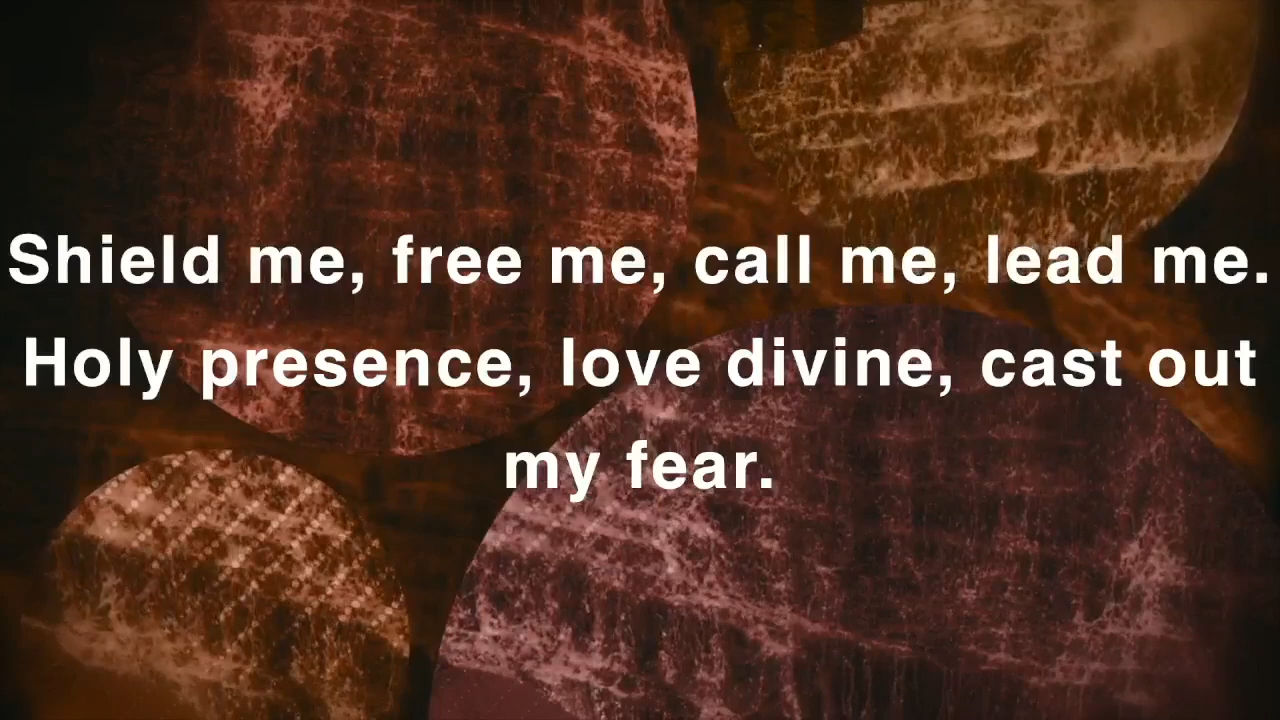 Shield me, free me, call me, lead me.
Holy presence, love divine, cast out
my fear.